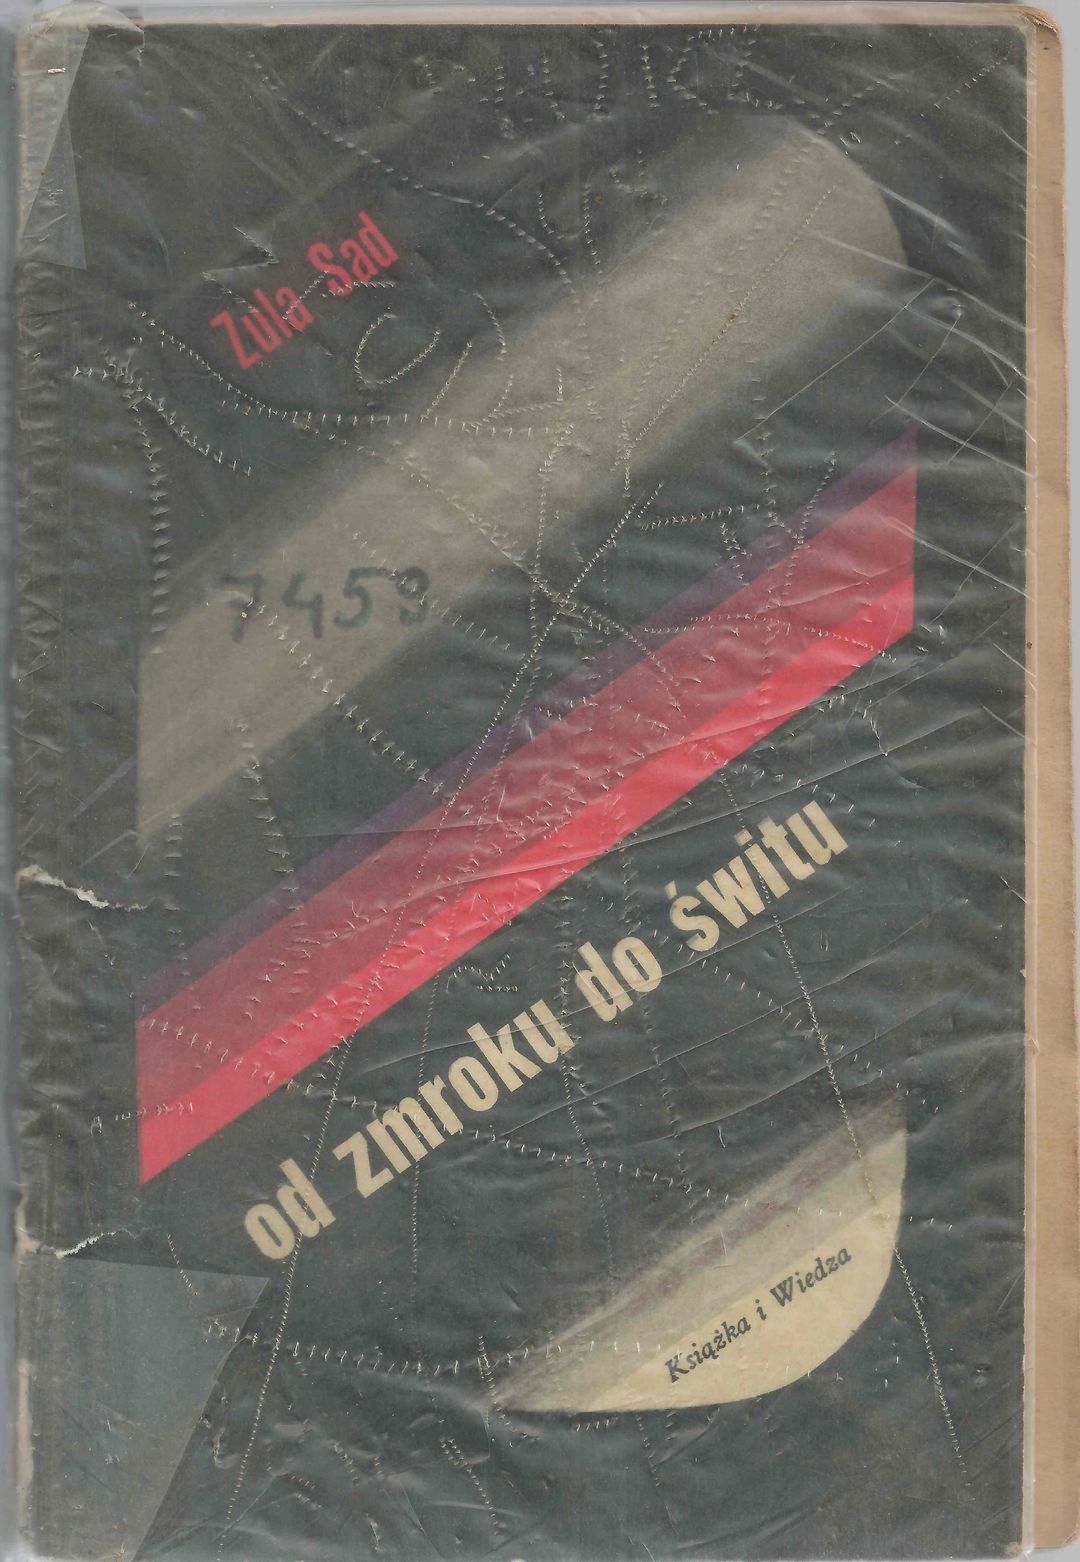 Zula Sad
7459
od zmroku do świtu
Książka i Wiedza